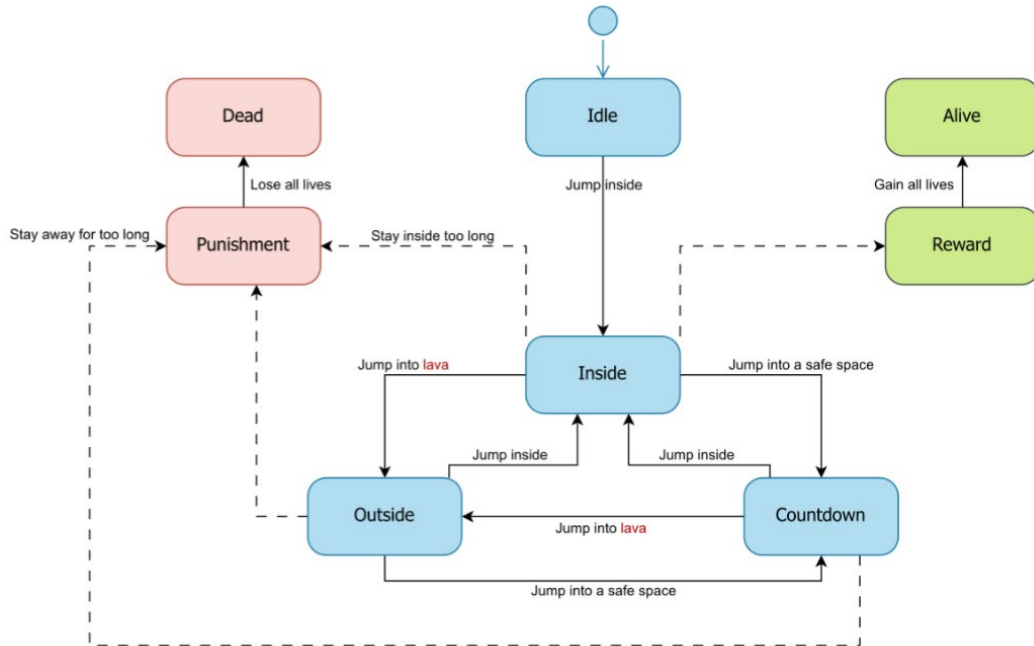 Dead
Idle
Alive
Lose all lives
Jump inside
Gain all lives
Stay away for too long
Punishment
Stay inside too long
Reward
Jump into lava
Inside
Jump into a safe space
Jump inside
Jump inside
Outside
Jump into lava
Countdown
Jump into a safe space